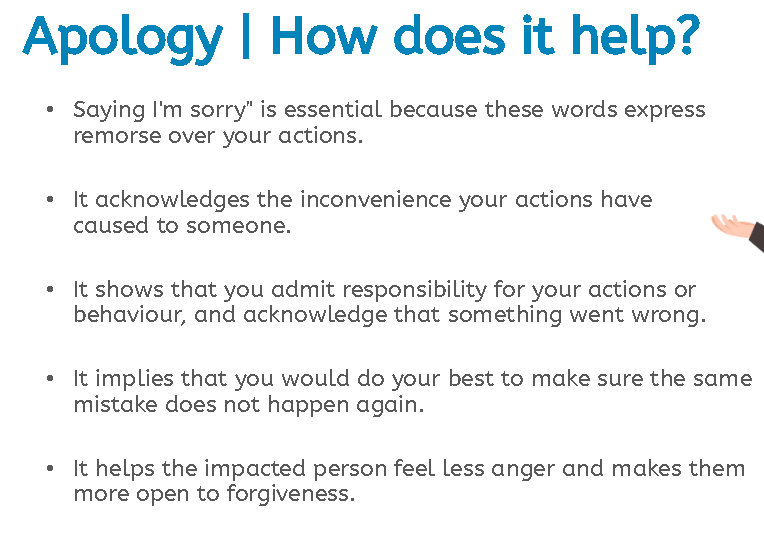 Apology | How does it help?
• Saying I'm sorry" is essential because these words express
remorse over your actions.
• It acknowledges the inconvenience your actions have
caused to someone.
• It shows that you admit responsibility for your actions or
behaviour, and acknowledge that something went wrong.
• It implies that you would do your best to make sure the same
mistake does not happen again.
• It helps the impacted person feel less anger and makes them
more open to forgiveness.